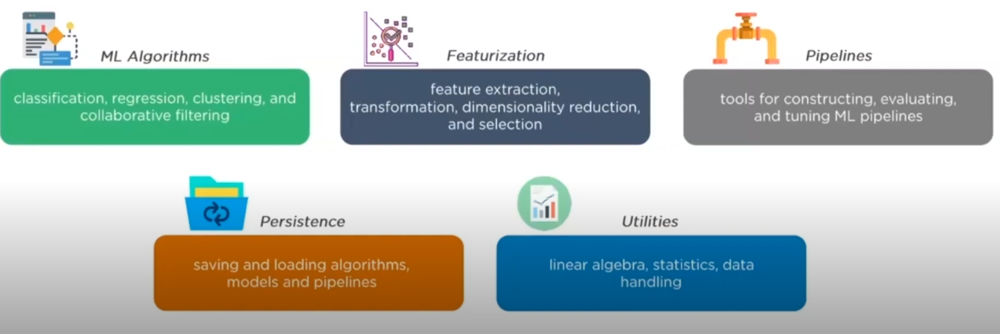 ML Algorithms
classification, regression, clustering, and
collaborative filtering
Featurization
feature extraction,
transformation, dimensionality reduction,
and selection
Pipelines
tools for constructing, evaluating,
and tuning ML pipelines
Persistence
saving and loading algorithms,
models and pipelines
Utilities
linear algebra, statistics, data
handling